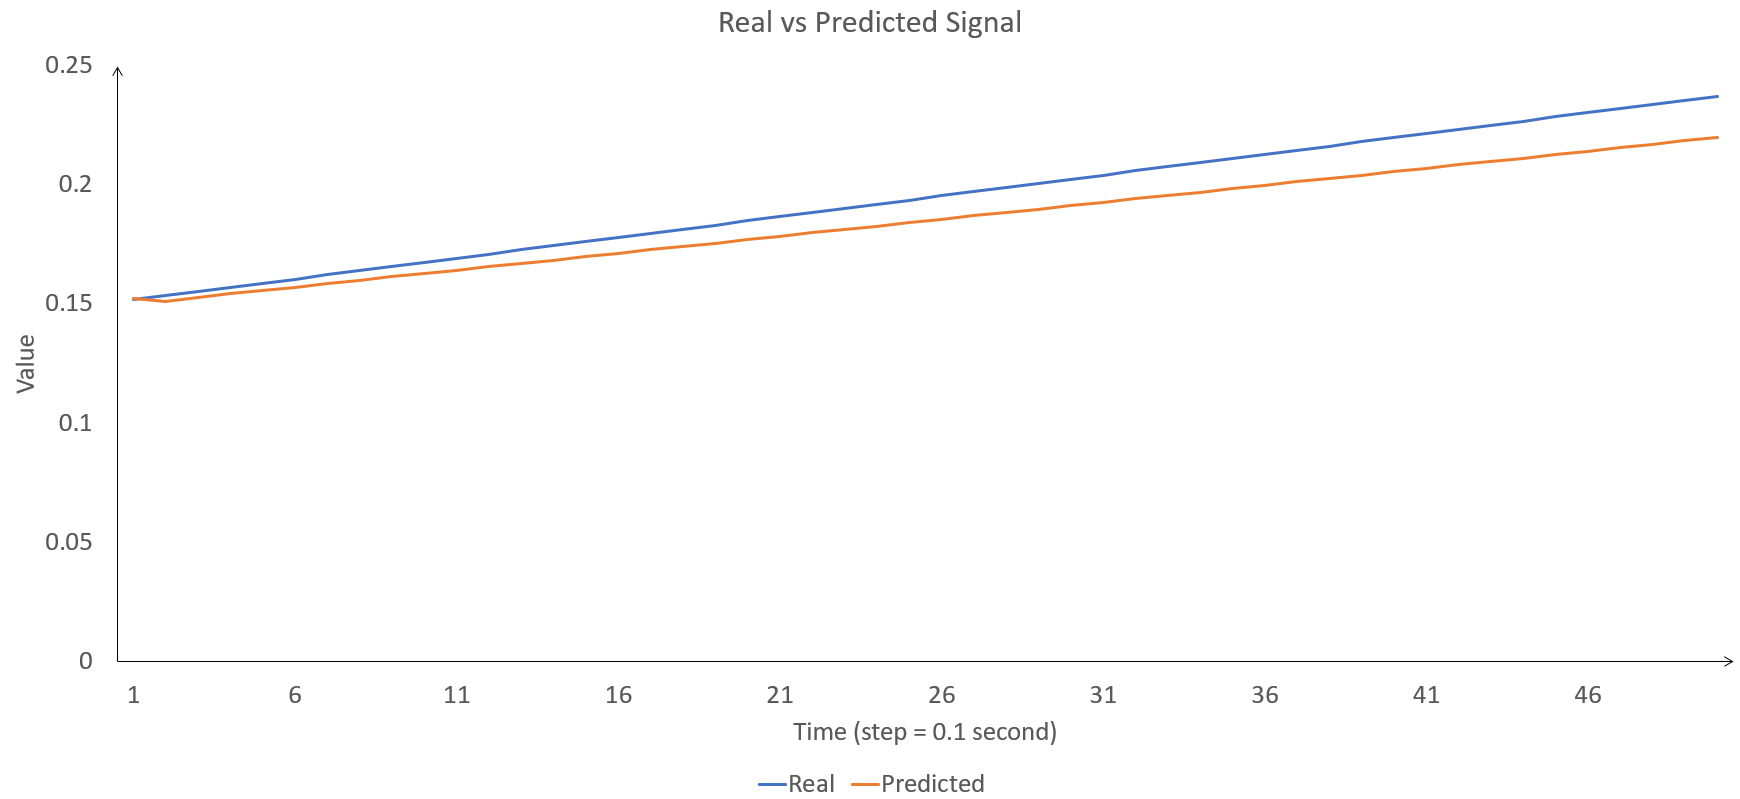 Real vs Predicted Signal
0.25
0.2
0.15
0.1
0.05
0
Value
1 6 11 16 21 26 31 36 41 46
Time (step = 0.1 second)
Real Predicted